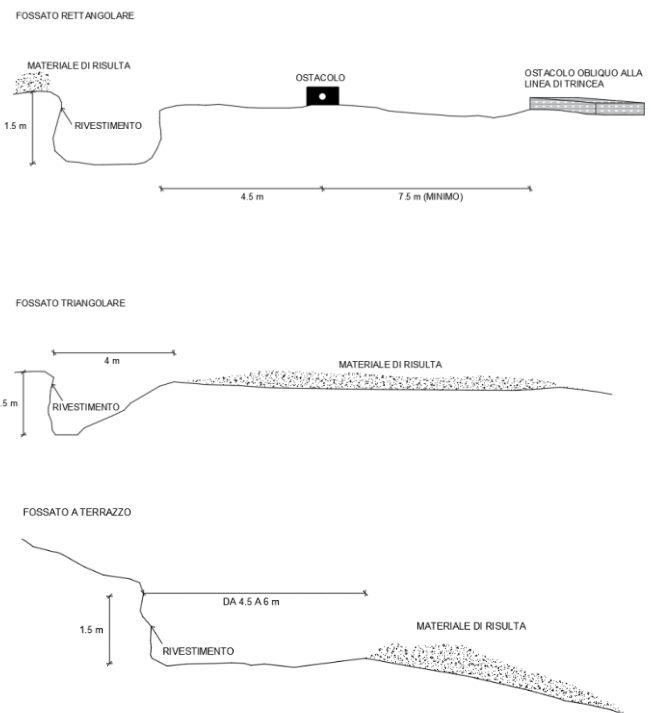 FOSSATO RETTANGOLARE
MATERIALE DI RISULTA
OSTACOLO
OSTACOLO OBLIQUO ALLA
LINEA DI TRINCEA
1.5 m
RIVESTIMENTO
4.5 m
7.5 m (MINIMO)
FOSSATO TRIANGOLARE
4 m
MATERIALE DI RISULTA
.5 m
RIVESTIMENTO
FOSSATO A TERRAZZO
DA 4.5 A 6 m
1.5 m
MATERIALE DI RISULTA
RIVESTIMENTO